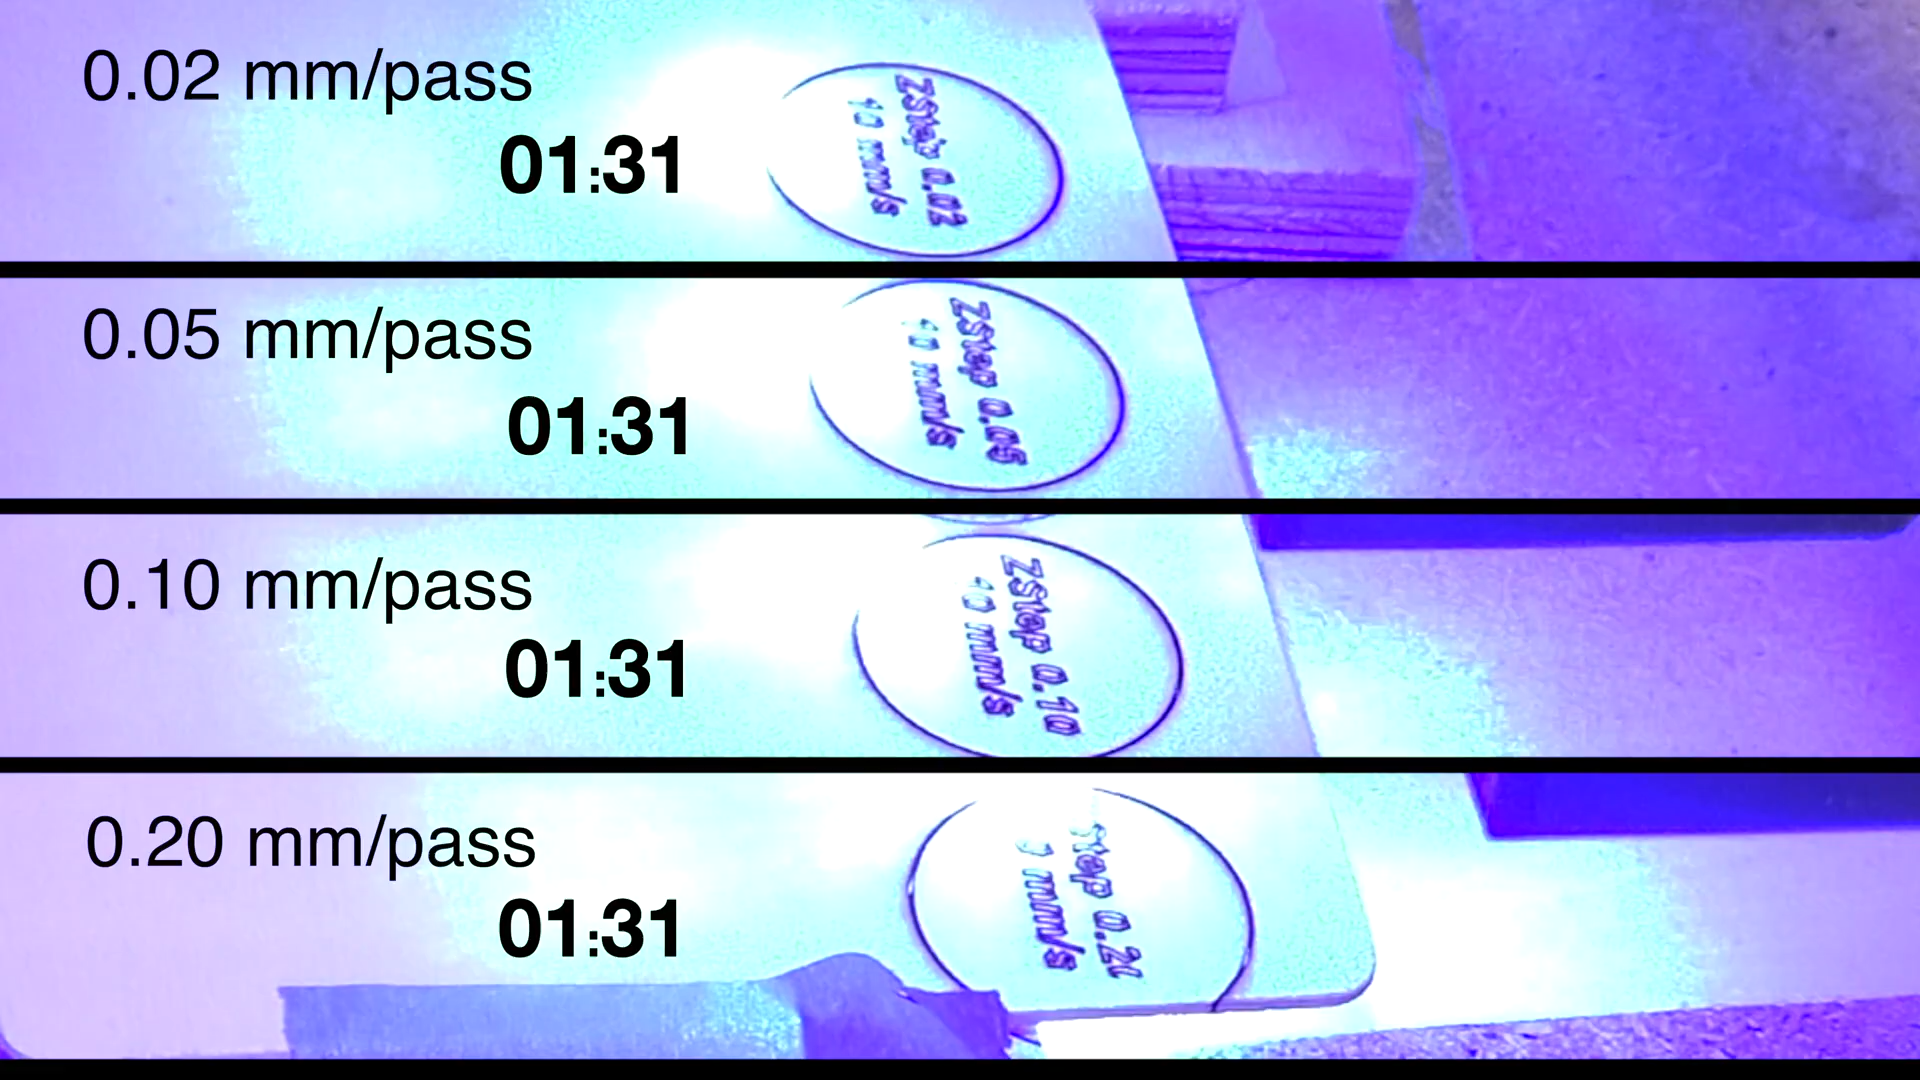 0.02 mm/pass
01:31
ZStep 0.02
10 mm/s
0.05 mm/pass
01:31
ZStep 0.05
10 mm/s
0.10 mm/pass
01:31
ZStep 0.10
10 mm/s
0.20 mm/pass
01:31
mm/s